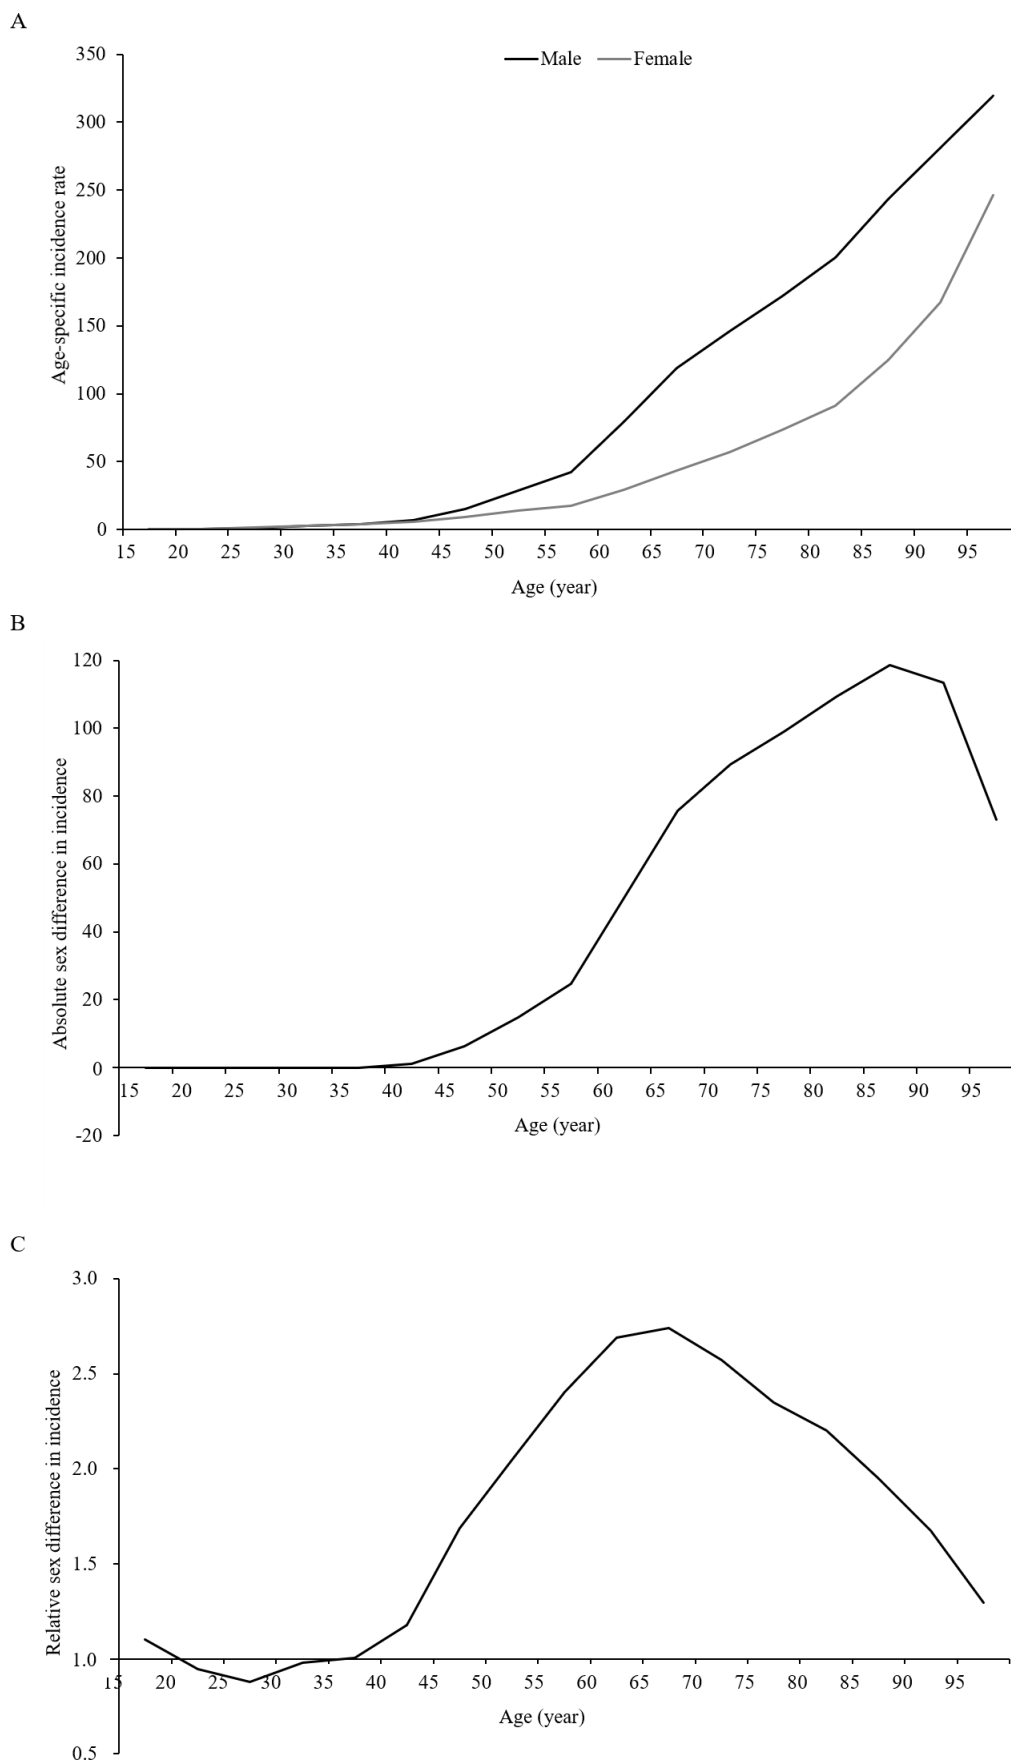 A
Male Female
350
300
250
200
150
100
50
0
Age-specific incidence rate
15 20 25 30 35 40 45 50 55 60 65 70 75 80 85 90 95
Age (year)
B
120
100
80
60
40
20
0
-20
Absolute sex difference in incidence
15 20 25 30 35 40 45 50 55 60 65 70 75 80 85 90 95
Age (year)
C
3.0
2.5
2.0
1.5
1.0
0.5
Relative sex difference in incidence
15 20 25 30 35 40 45 50 55 60 65 70 75 80 85 90 95
Age (year)